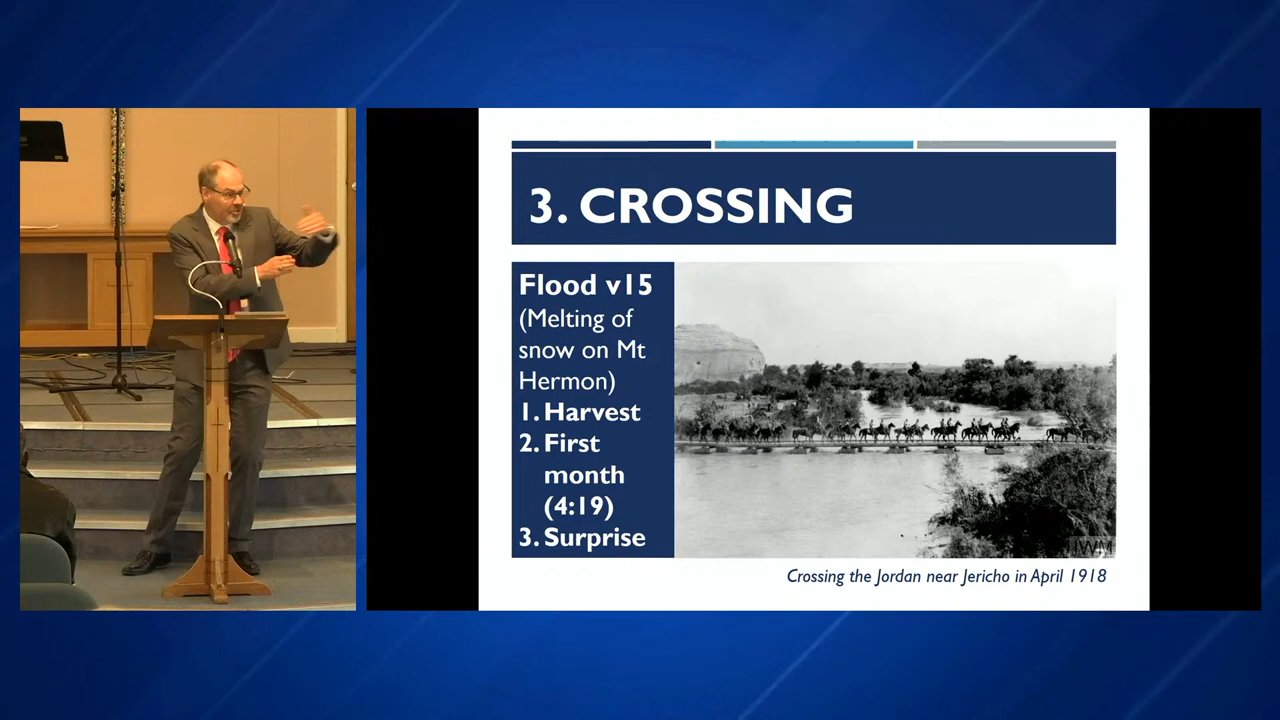 3. CROSSING
Flood v15
(Melting of
snow on Mt
Hermon)
1. Harvest
2. First
month
(4:19)
3. Surprise
IWM
Crossing the Jordan near Jericho in April 1918